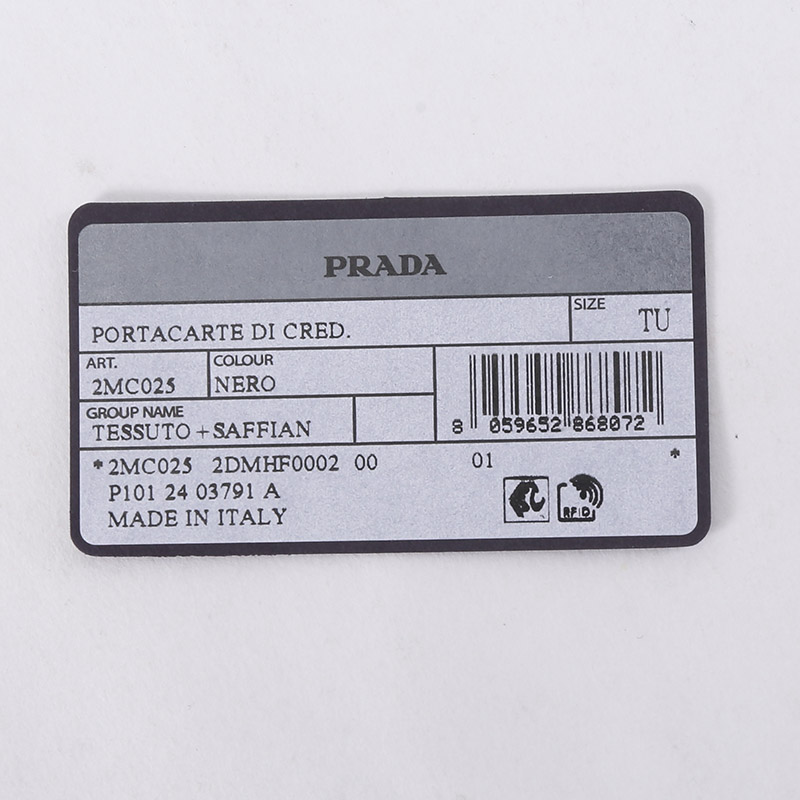 PRADA
PORTACARTE DI CRED.
SIZE
TU
ART.
2MC025
COLOUR
NERO
GROUP NAME
TESSUTO + SAFFIAN
8 059652 868072
*2MC025 2DMHF0002 00 01 *
P101 24 03791 A
MADE IN ITALY
RFID